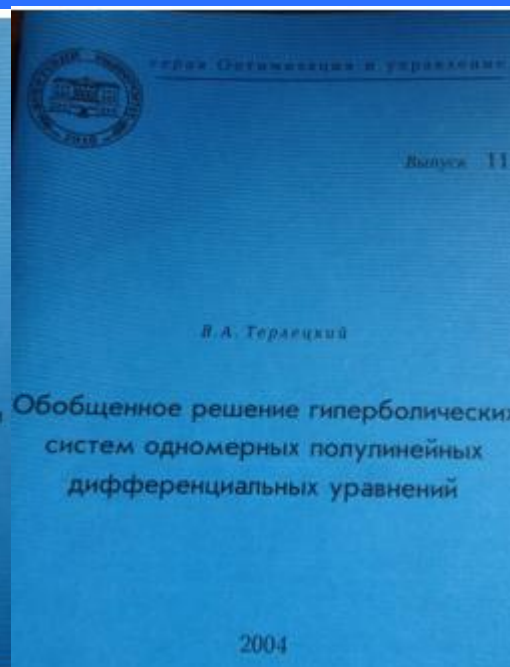 серия Оптимизация и управление
Выпуск 11
В. А. Терлецкий
Обобщенное решение гиперболических
систем одномерных полулинейных
дифференциальных уравнений
2004